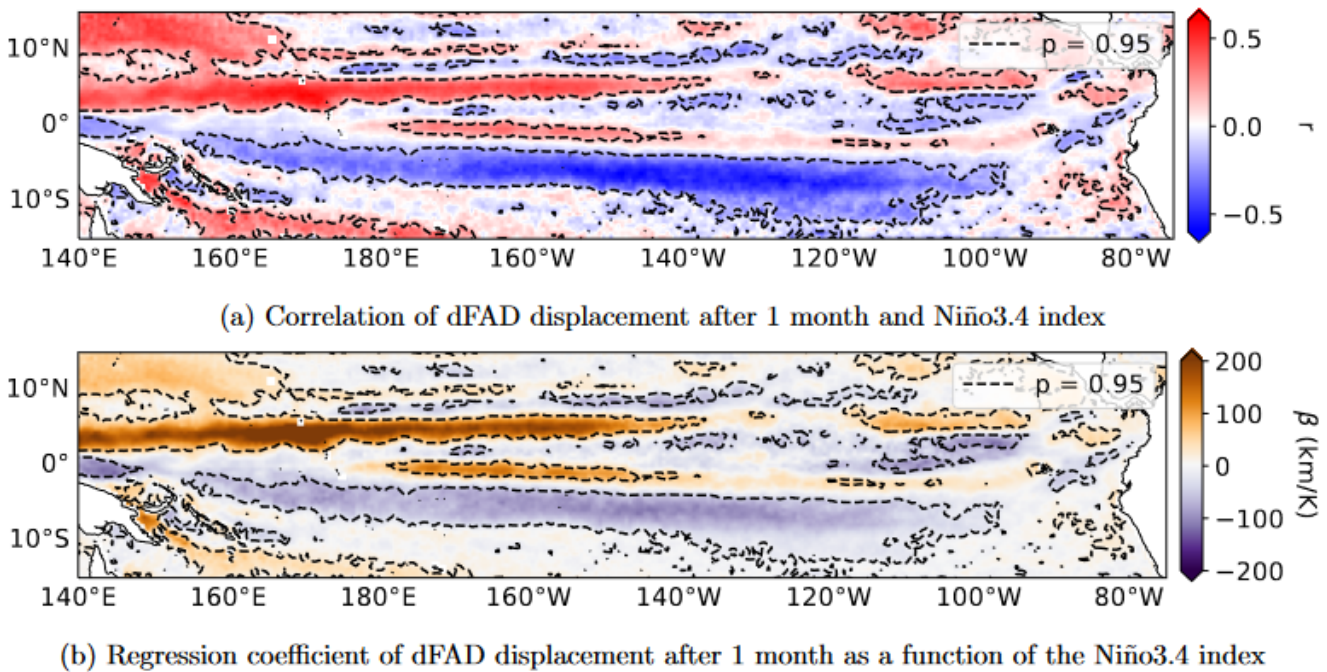 10°N
0°
10°S
p = 0.95
140°E 160°E 180°E 160°W 140°W 120°W 100°W 80°W
0.5
0.0
−0.5
r
(a) Correlation of dFAD displacement after 1 month and Niño3.4 index
10°N
0°
10°S
p = 0.95
140°E 160°E 180°E 160°W 140°W 120°W 100°W 80°W
200
100
0
−100
−200
β (km/K)
(b) Regression coefficient of dFAD displacement after 1 month as a function of the Niño3.4 index